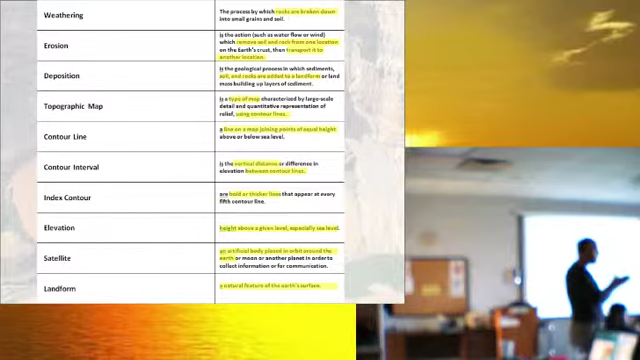 Weathering
The process by which rocks are broken down
into small grains and soil.
Erosion
is the action (such as water flow or wind)
which remove soil and rock from one location
on the Earth's crust, then transport it to
another location.
Deposition
is the geological process in which sediments,
soil, and rocks are added to a landform or land
mass building up layers of sediment.
Topographic Map
is a type of map characterized by large-scale
detail and quantitative representation of
relief, using contour lines.
Contour Line
a line on a map joining points of equal height
above or below sea level.
Contour Interval
is the vertical distance or difference in
elevation between contour lines.
Index Contour
are bold or thicker lines that appear at every
fifth contour line.
Elevation
height above a given level, especially sea level.
Satellite
an artificial body placed in orbit around the
earth or moon or another planet in order to
collect information or for communication.
Landform
a natural feature of the earth's surface.